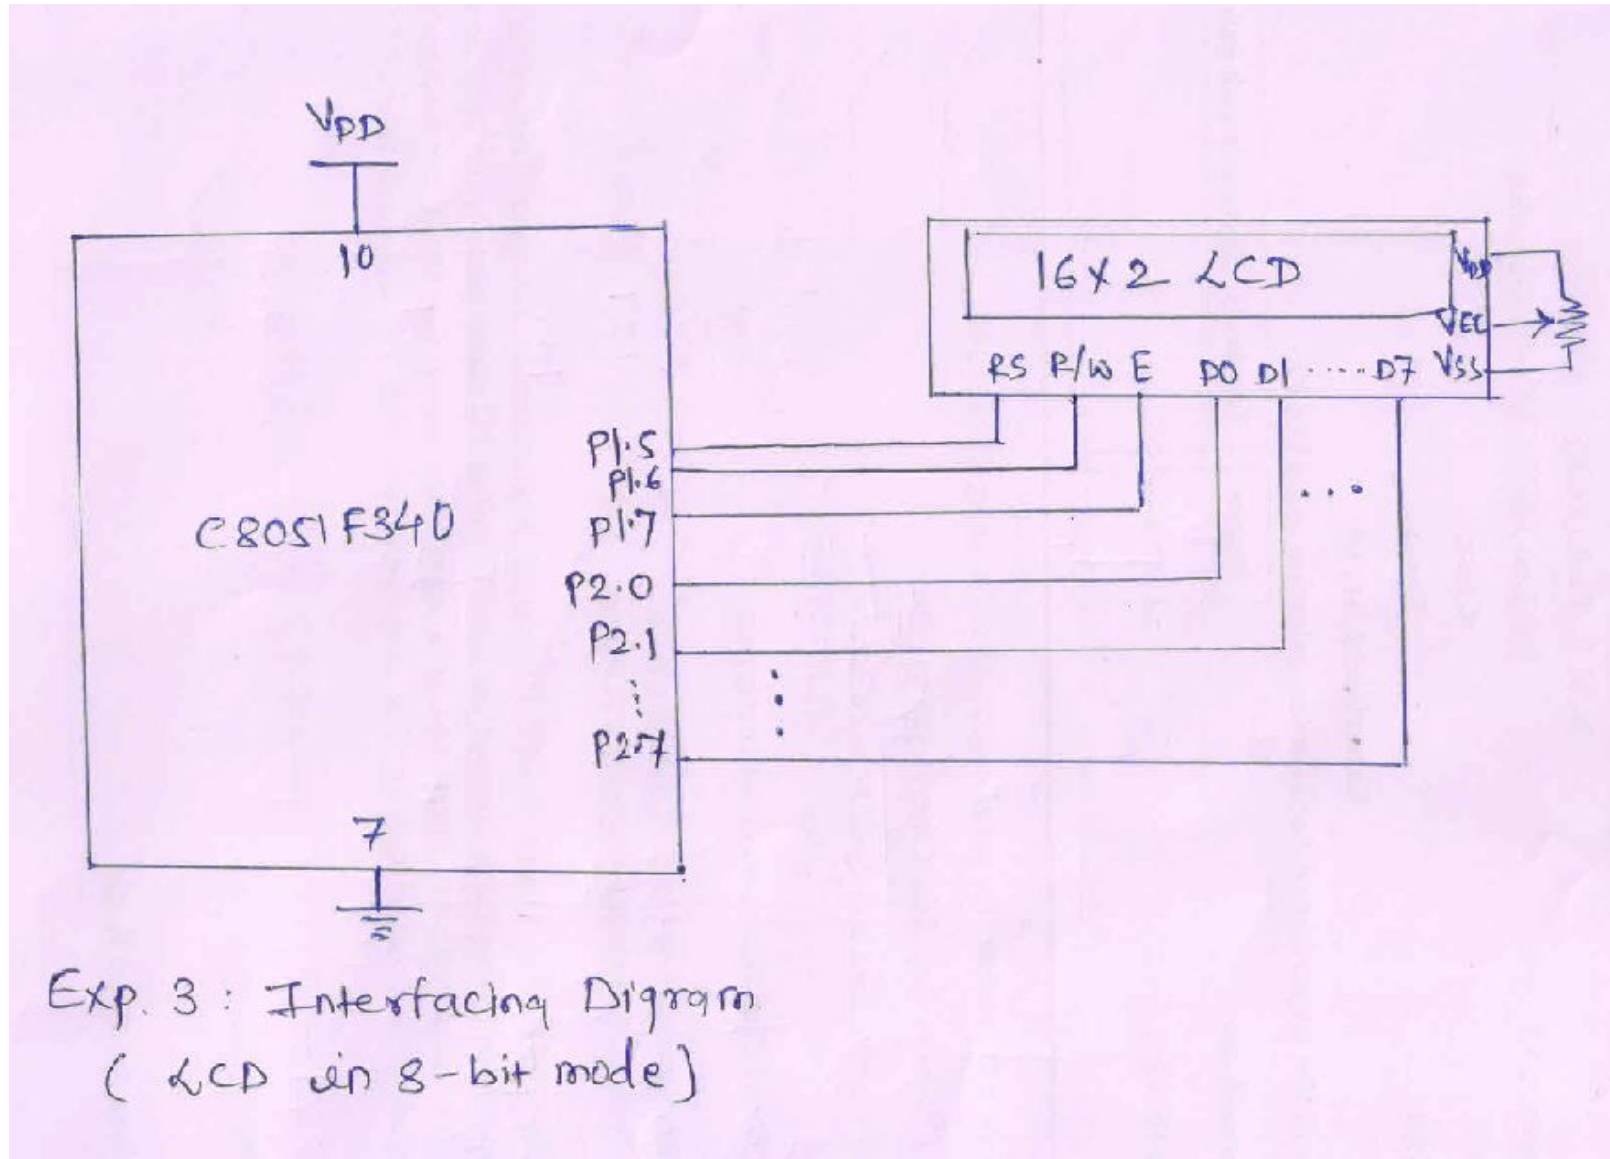 VDD
10
16X2 LCD
VDD
VEE
RS R/W E D0 D1 ..... D7 VSS
P1.5
P1.6
C8051F340
P1.7
P2.0
P2.1
P2.7
7
Exp. 3 : Interfacing Digram
( LCD in 8-bit mode)